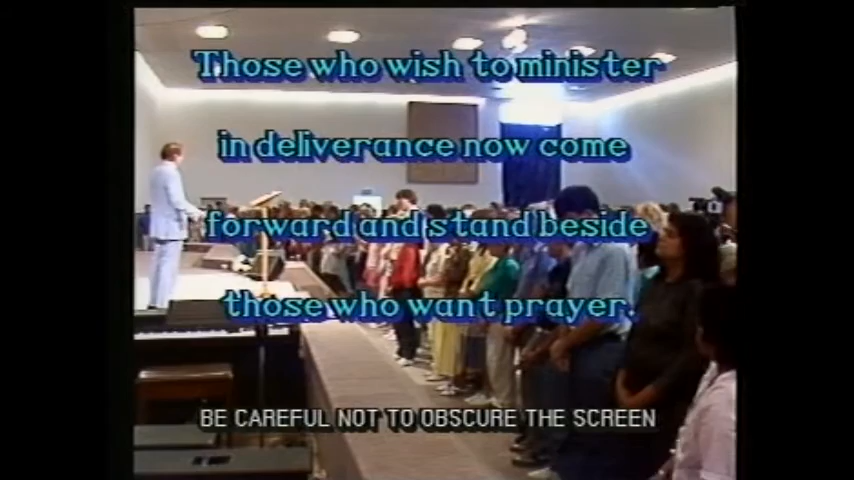 Those who wish to minister
in deliverance now come
forward and stand beside
those who want prayer.
BE CAREFUL NOT TO OBSCURE THE SCREEN